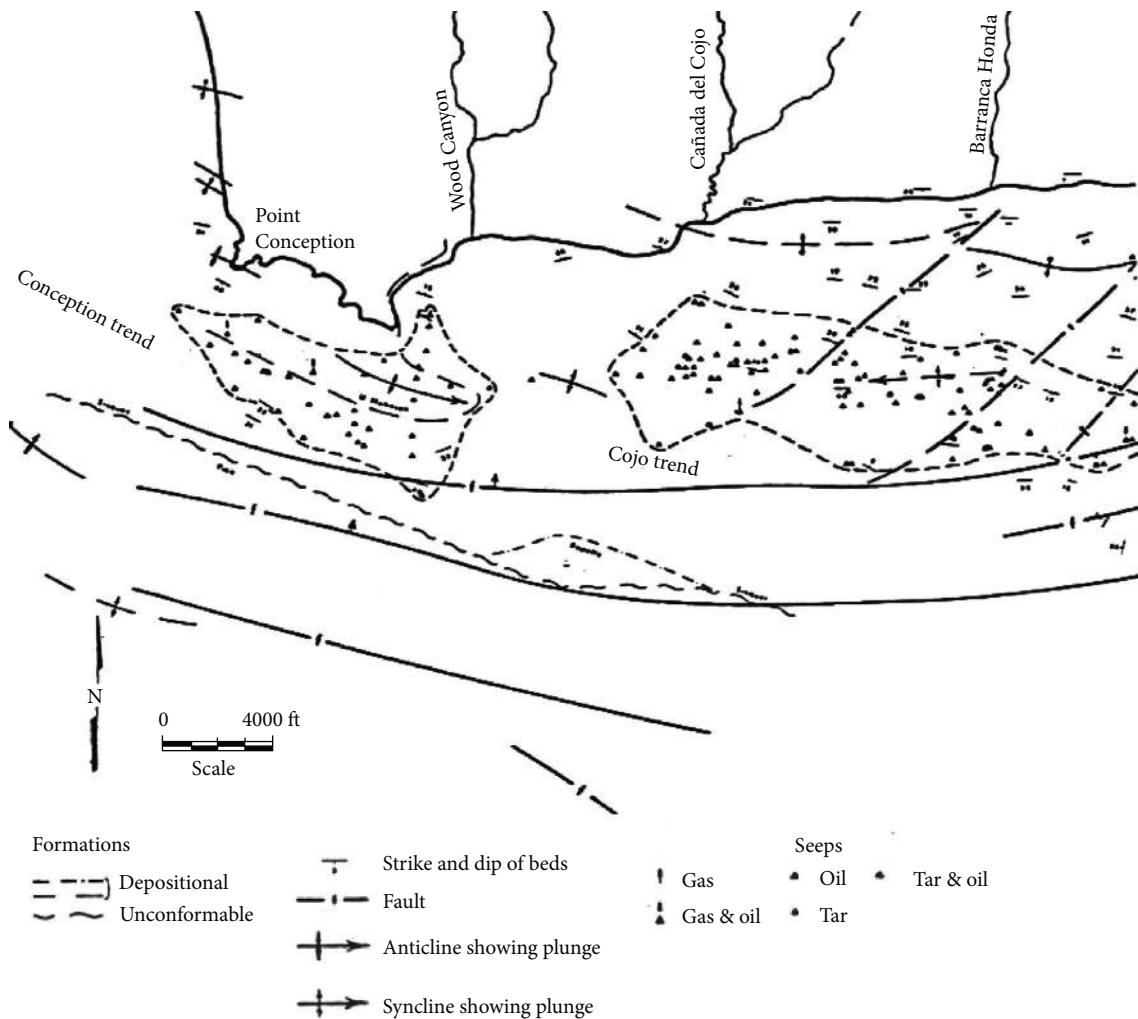 Wood Canyon
Cañada del Cojo
Barranca Honda
Point
Conception
Conception trend
Cojo trend
N
0 4000 ft
Scale
Formations
Depositional
Unconformable
Strike and dip of beds
Fault
Anticline showing plunge
Syncline showing plunge
Seeps
Gas
Oil
Tar & oil
Gas & oil
Tar